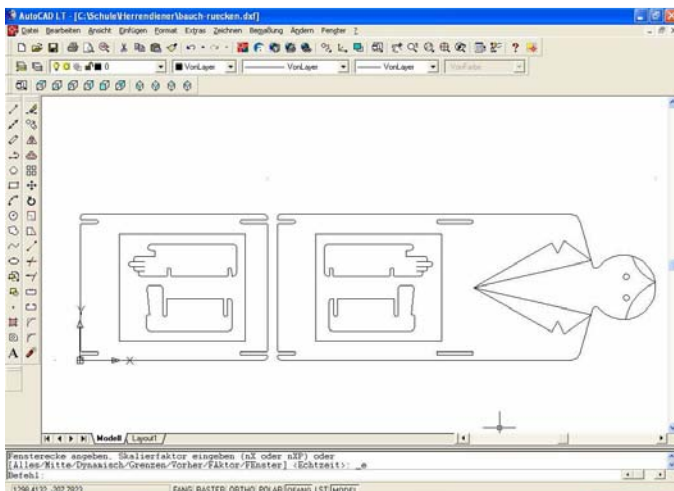 AutoCAD LT - [C:\Schule\Herrendiener\bauch-ruecken.dxf]
Datei Bearbeiten Ansicht Einfügen Format Extras Zeichnen Bemaßung Ändern Fenster ?
0 VonLayer VonLayer VonLayer VonFarbe
Y
X
A
Modell Layout1
Fensterecke angeben, Skalierfaktor eingeben (nX oder nXP) oder
[Alles/Mitte/Dynamisch/Grenzen/Vorher/FAktor/FEnster] <Echtzeit>: _e
Befehl:
FANG RASTER ORTHO POLAR OFANG LST MODELL